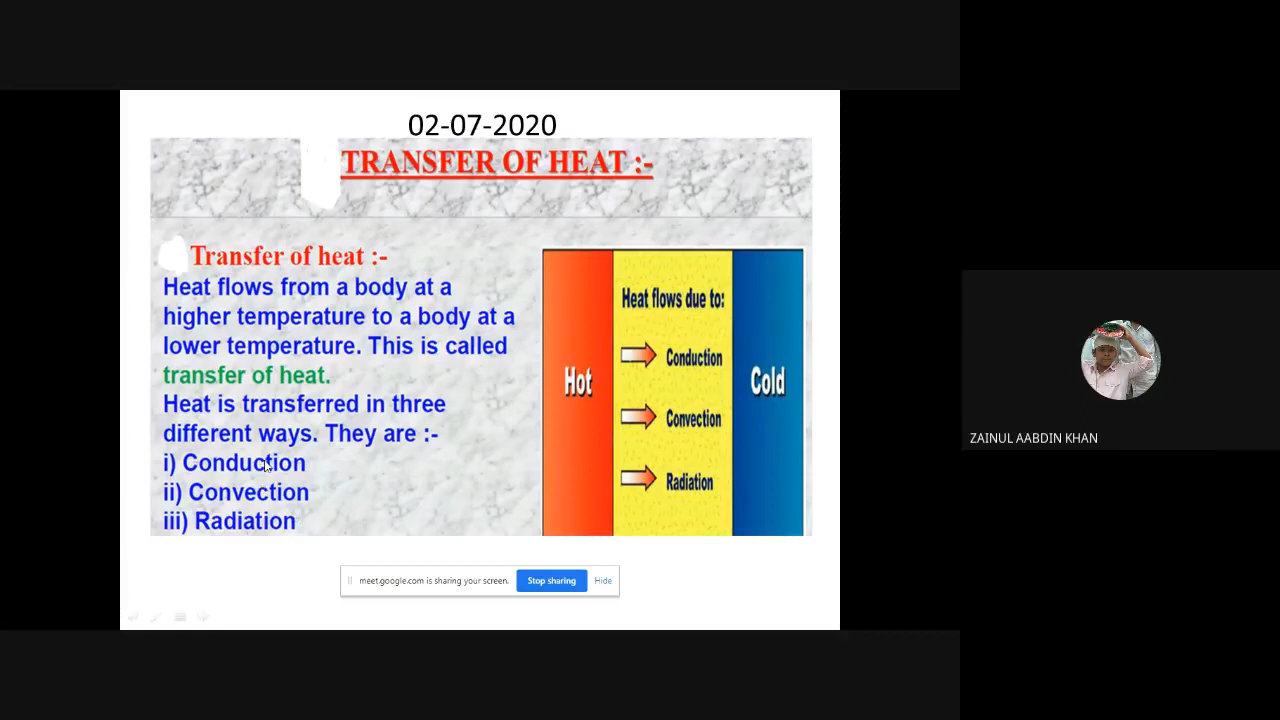 02-07-2020
TRANSFER OF HEAT :-
Transfer of heat :-
Heat flows from a body at a
higher temperature to a body at a
lower temperature. This is called
transfer of heat.
Heat is transferred in three
different ways. They are :-
i) Conduction
ii) Convection
iii) Radiation
Hot
Heat flows due to:
Conduction
Convection
Radiation
Cold
meet.google.com is sharing your screen. Stop sharing Hide
ZAINUL AABDIN KHAN